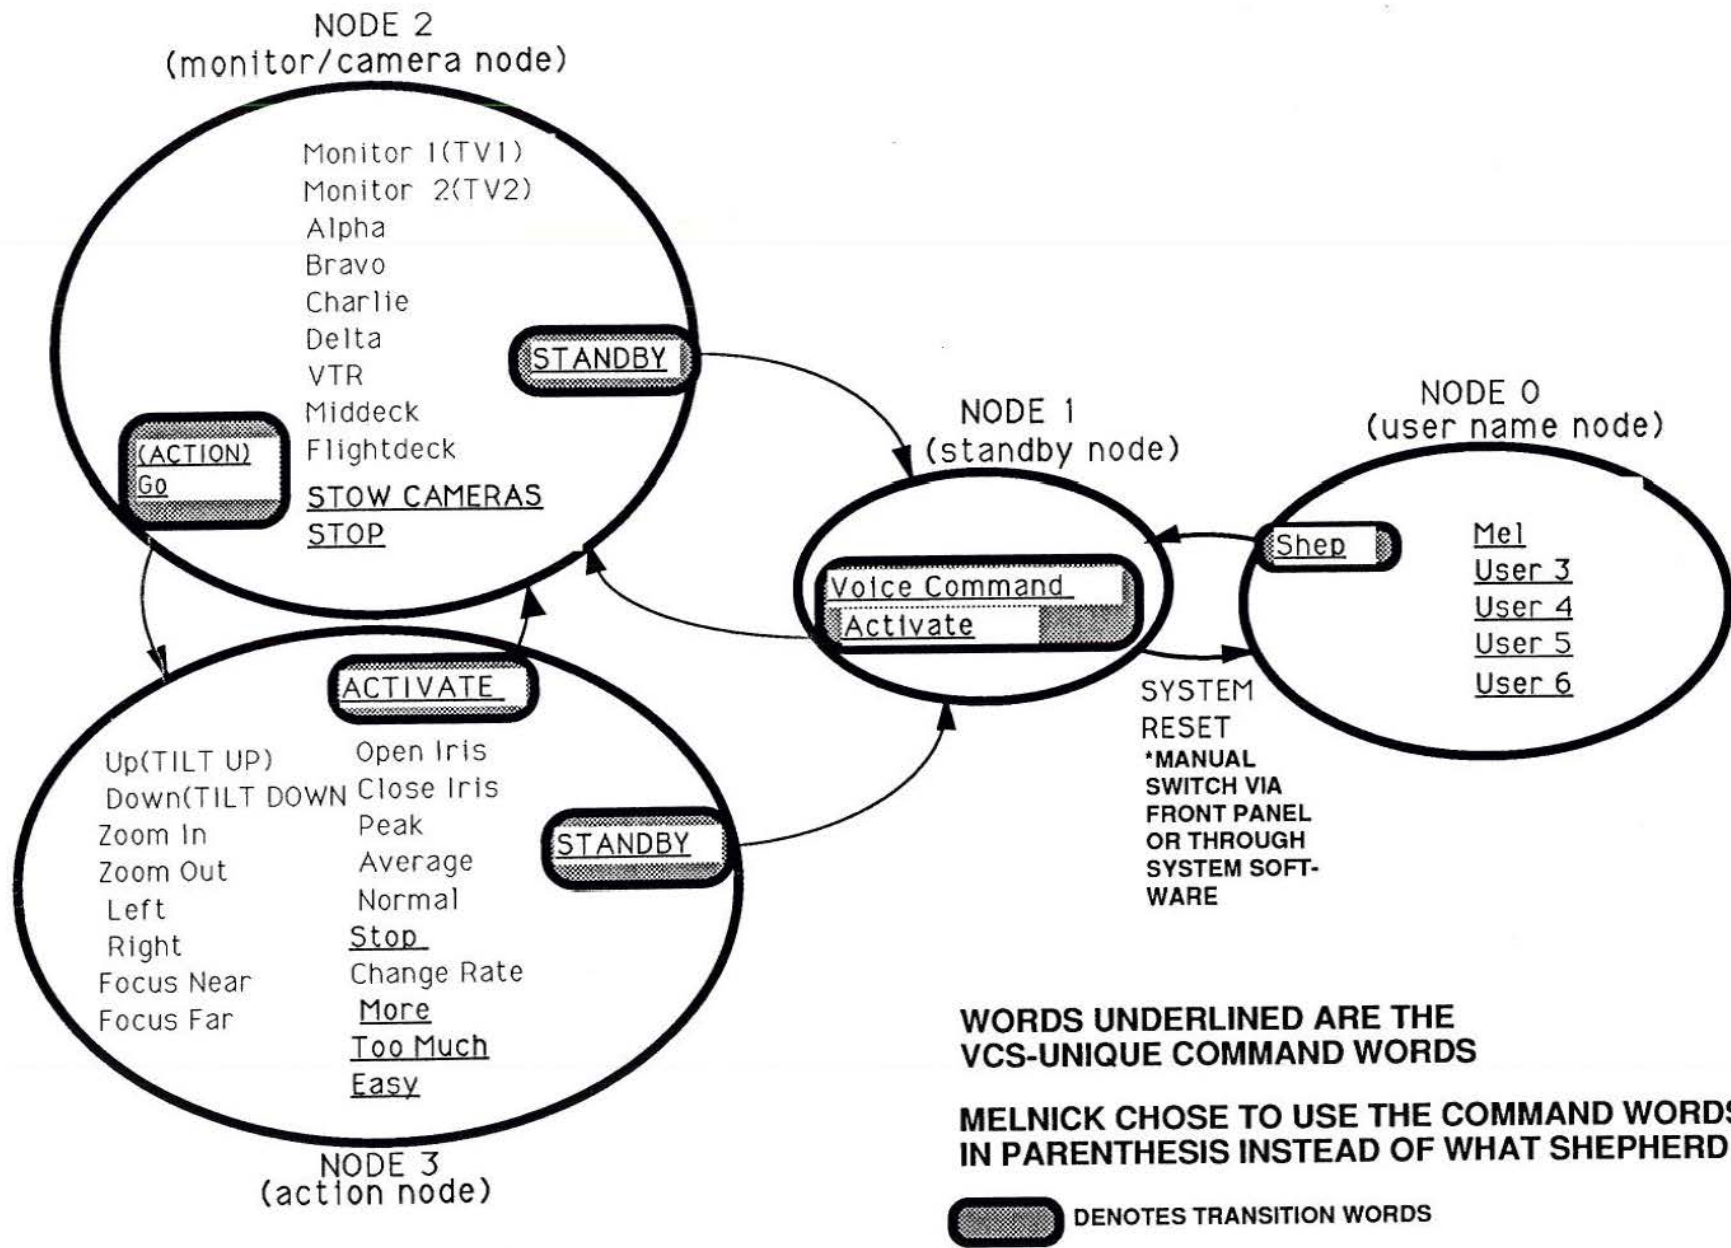 NODE 2
(monitor/camera node)
Monitor 1(TV1)
Monitor 2(TV2)
Alpha
Bravo
Charlie
Delta
VTR
Middeck
Flightdeck
STOW CAMERAS
STOP
STANDBY
(ACTION)
Go
NODE 1
(standby node)
Voice Command
Activate
NODE 0
(user name node)
Shep
Mel
User 3
User 4
User 5
User 6
SYSTEM
RESET
*MANUAL
SWITCH VIA
FRONT PANEL
OR THROUGH
SYSTEM SOFT-
WARE
ACTIVATE
Up(TILT UP)
Down(TILT DOWN
Zoom In
Zoom Out
Left
Right
Focus Near
Focus Far
Open Iris
Close Iris
Peak
Average
Normal
Stop
Change Rate
More
Too Much
Easy
STANDBY
NODE 3
(action node)
WORDS UNDERLINED ARE THE
VCS-UNIQUE COMMAND WORDS
MELNICK CHOSE TO USE THE COMMAND WORDS
IN PARENTHESIS INSTEAD OF WHAT SHEPHERD
DENOTES TRANSITION WORDS